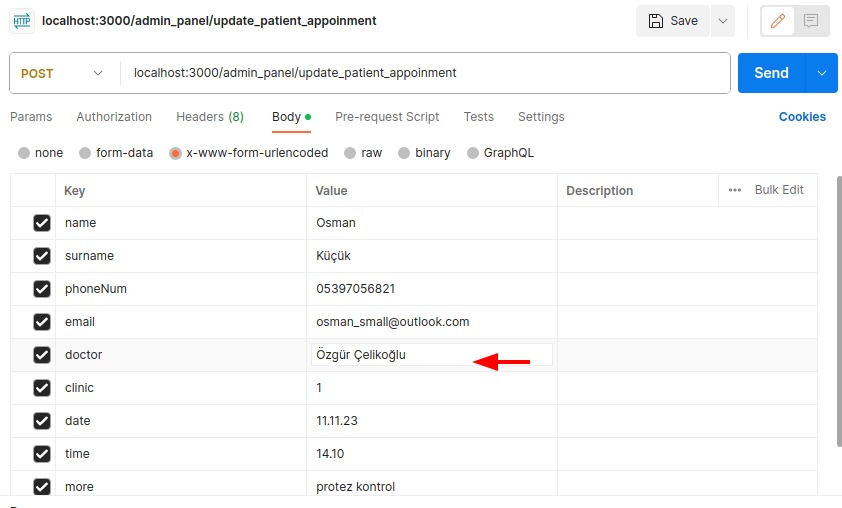 HTTP localhost:3000/admin_panel/update_patient_appoinment Save
POST localhost:3000/admin_panel/update_patient_appoinment Send
Params Authorization Headers (8) Body Pre-request Script Tests Settings Cookies
none form-data x-www-form-urlencoded raw binary GraphQL
Key Value Description Bulk Edit
name Osman
surname Küçük
phoneNum 05397056821
email osman_small@outlook.com
doctor Özgür Çelikoğlu
clinic 1
date 11.11.23
time 14.10
more protez kontrol